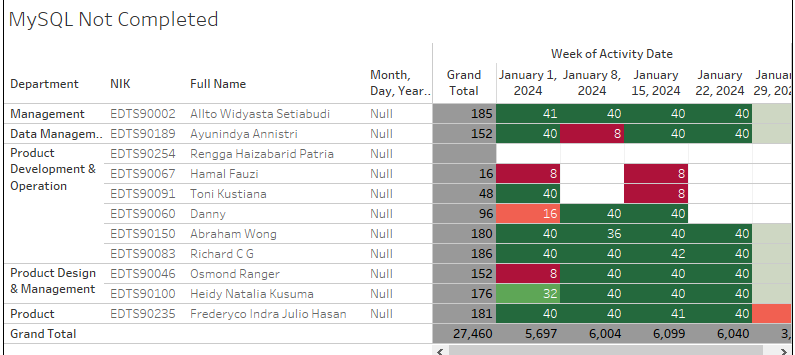 MySQL Not Completed
Week of Activity Date
Department NIK Full Name Month, Day, Year.. Grand Total January 1, 2024 January 8, 2024 January 15, 2024 January 22, 2024 Januar 29, 202
Management EDTS90002 Allto Widyasta Setiabudi Null 185 41 40 40 40
Data Managem.. EDTS90189 Ayunindya Annistri Null 152 40 8 40 40
Product Development & Operation EDTS90254 Rengga Haizabarid Patria Null
EDTS90067 Hamal Fauzi Null 16 8 8
EDTS90091 Toni Kustiana Null 48 40 8
EDTS90060 Danny Null 96 16 40 40
EDTS90150 Abraham Wong Null 180 40 36 40 40
EDTS90083 Richard C G Null 186 40 40 42 40
Product Design & Management EDTS90046 Osmond Ranger Null 152 8 40 40 40
EDTS90100 Heidy Natalia Kusuma Null 176 32 40 40 40
Product EDTS90235 Frederyco Indra Julio Hasan Null 181 40 40 41 40
Grand Total 27,460 5,697 6,004 6,099 6,040 3,